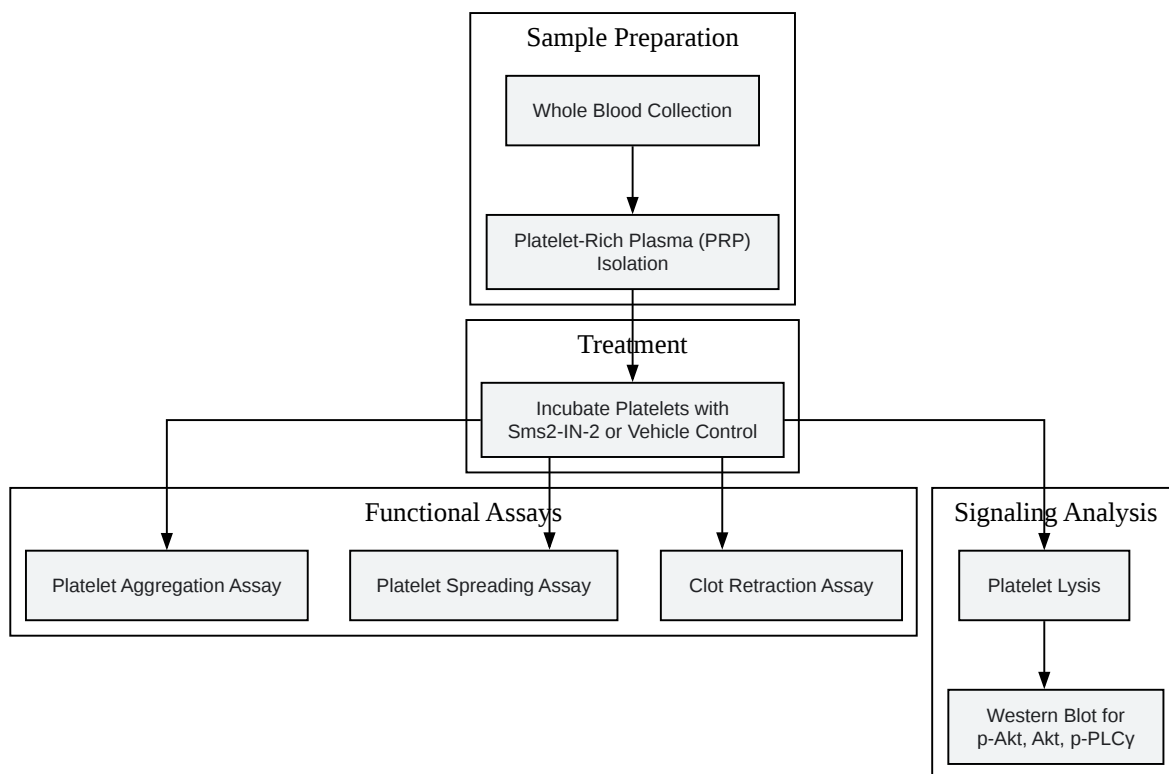 Sample Preparation
Whole Blood Collection
Platelet-Rich Plasma (PRP)
Isolation
Treatment
Incubate Platelets with
Sms2-IN-2 or Vehicle Control
Functional Assays
Platelet Aggregation Assay
Platelet Spreading Assay
Clot Retraction Assay
Signaling Analysis
Platelet Lysis
Western Blot for
p-Akt, Akt, p-PLCγ